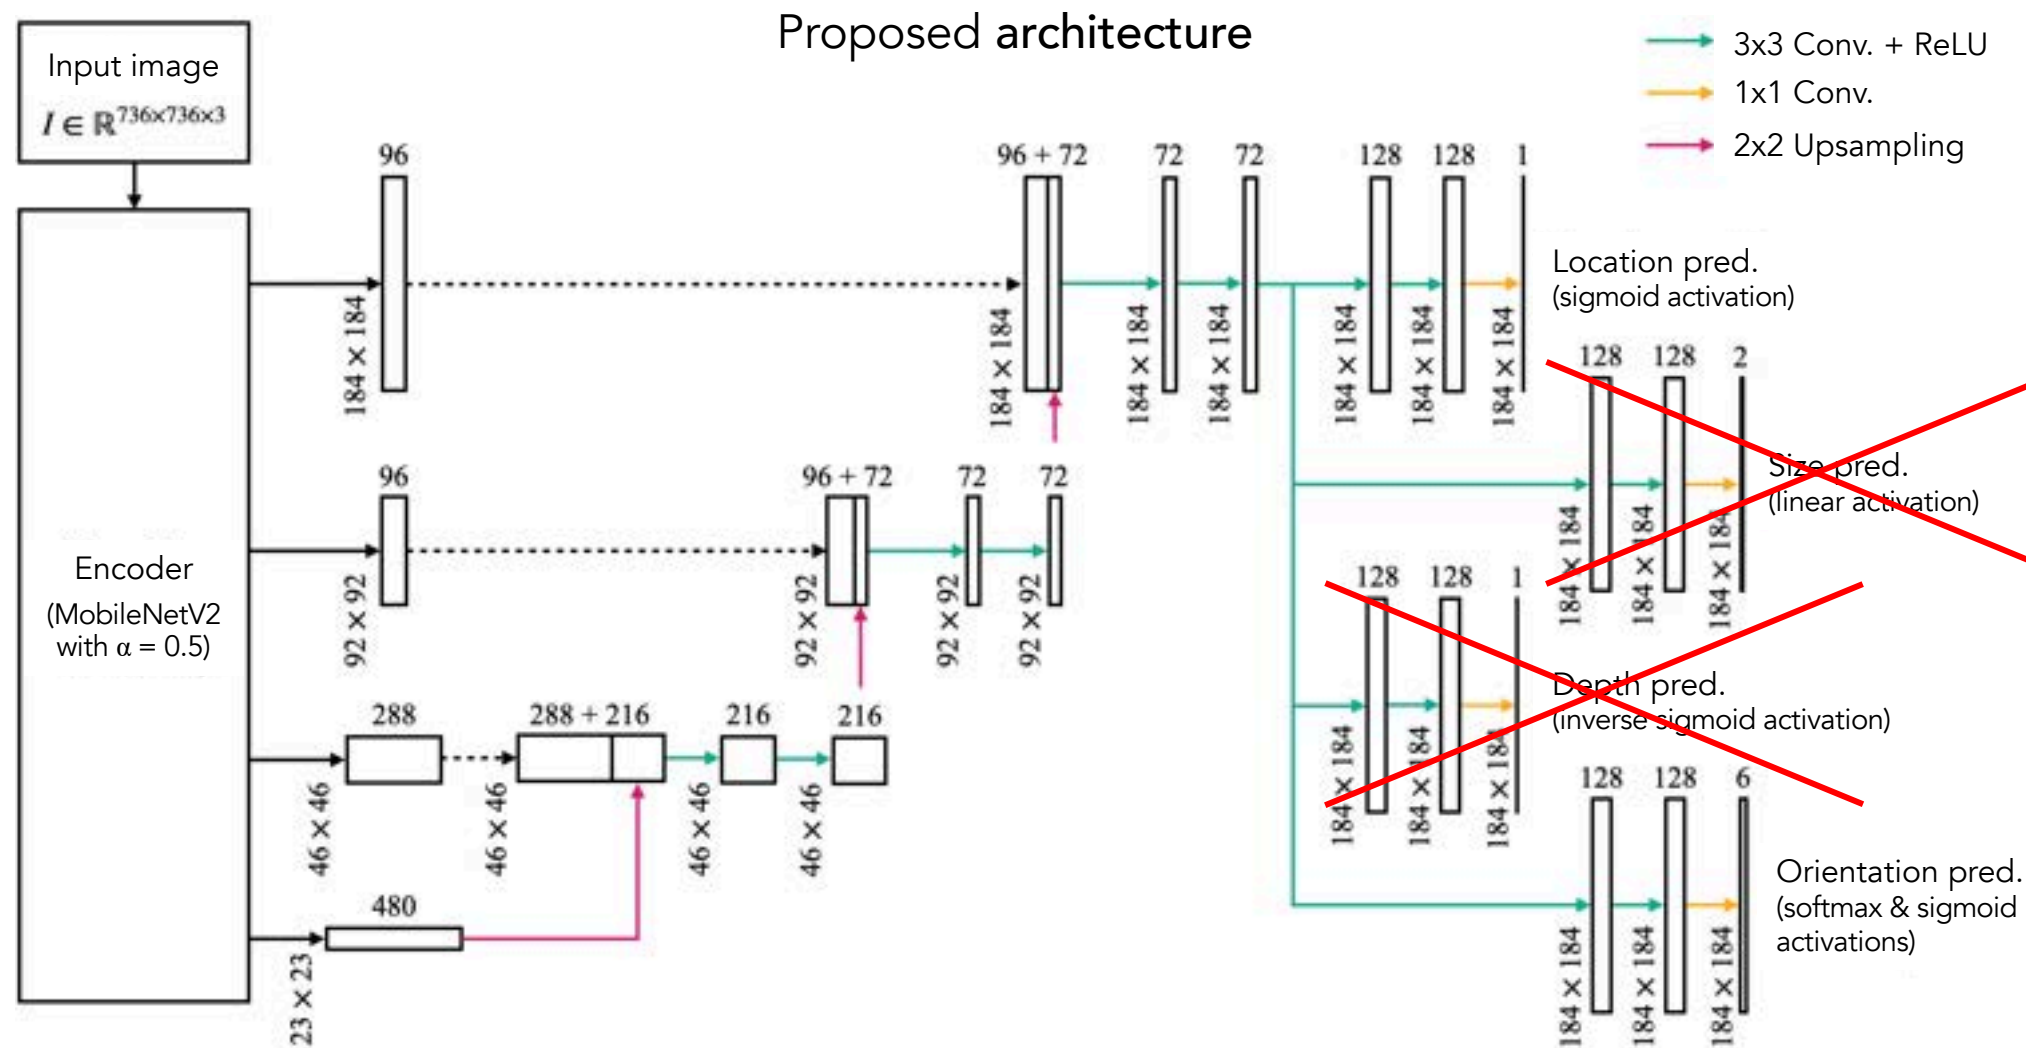 Proposed architecture
Input image
I ∈ ℝ^736×736×3
3x3 Conv. + ReLU
1x1 Conv.
2x2 Upsampling
Encoder
(MobileNetV2
with α = 0.5)
96
184 × 184
96 + 72
184 × 184
72
184 × 184
72
184 × 184
128
184 × 184
128
184 × 184
1
184 × 184
Location pred.
(sigmoid activation)
128
184 × 184
128
184 × 184
2
184 × 184
Size pred.
(linear activation)
96
92 × 92
96 + 72
92 × 92
72
92 × 92
72
92 × 92
128
184 × 184
128
184 × 184
1
184 × 184
Depth pred.
(inverse sigmoid activation)
288
46 × 46
288 + 216
46 × 46
216
46 × 46
216
46 × 46
128
184 × 184
128
184 × 184
6
184 × 184
Orientation pred.
(softmax & sigmoid
activations)
480
23 × 23